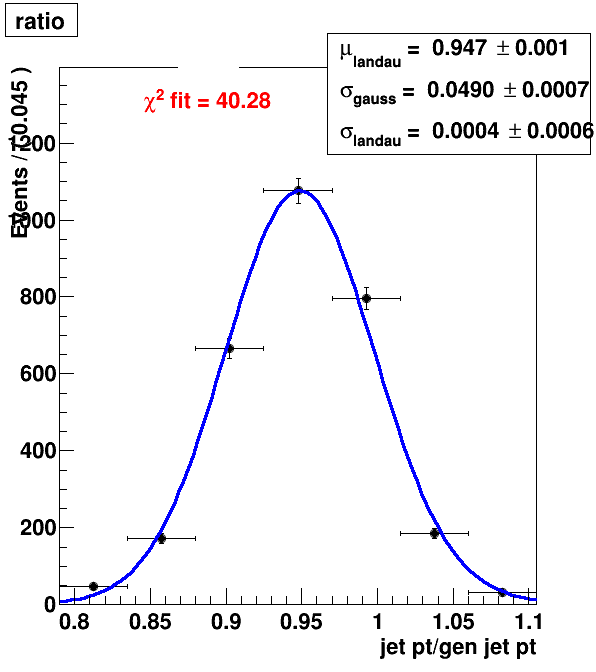 ratio
μlandau = 0.947 ± 0.001
σgauss = 0.0490 ± 0.0007
σlandau = 0.0004 ± 0.0006
χ² fit = 40.28
Events / ( 0.045 )
1200
1000
800
600
400
200
0
0.8 0.85 0.9 0.95 1 1.05 1.1
jet pt/gen jet pt